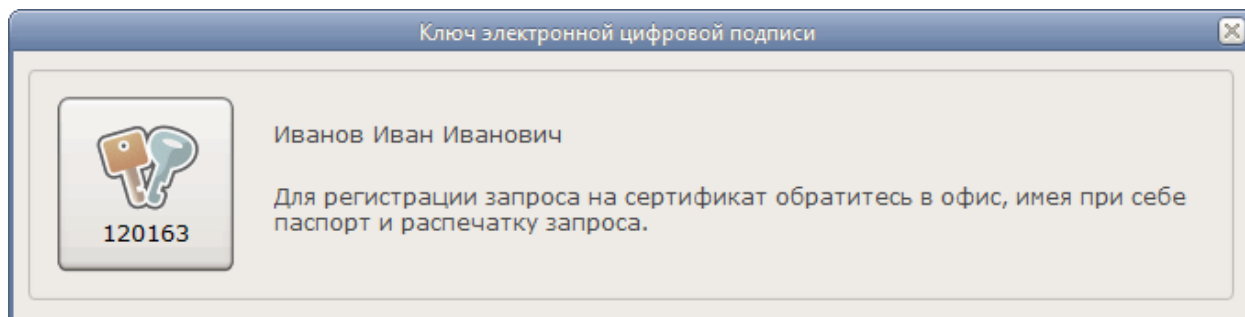 Ключ электронной цифровой подписи
Иванов Иван Иванович
Для регистрации запроса на сертификат обратитесь в офис, имея при себе
паспорт и распечатку запроса.
120163